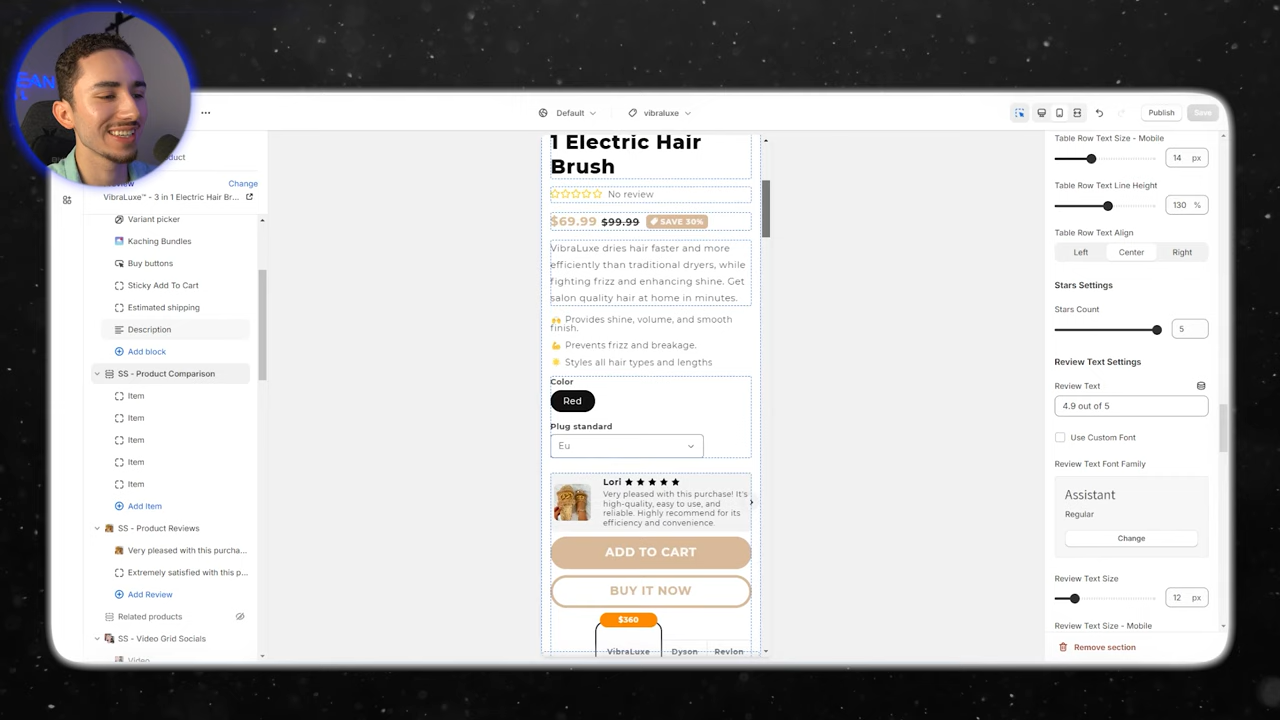 EAN
Default
vibraluxe
Publish
Save
Change
VibraLuxe™ - 3 in 1 Electric Hair Br...
Variant picker
Kaching Bundles
Buy buttons
Sticky Add To Cart
Estimated shipping
Description
Add block
SS - Product Comparison
Item
Item
Item
Item
Item
Add Item
SS - Product Reviews
Very pleased with this purcha...
Extremely satisfied with this p...
Add Review
Related products
SS - Video Grid Socials
Video
1 Electric Hair
Brush
No review
$69.99 $99.99 SAVE 30%
VibraLuxe dries hair faster and more
efficiently than traditional dryers, while
fighting frizz and enhancing shine. Get
salon quality hair at home in minutes.
🙌 Provides shine, volume, and smooth
finish.
💪 Prevents frizz and breakage.
☀️ Styles all hair types and lengths
Color
Red
Plug standard
Eu
Lori ★ ★ ★ ★ ★
Very pleased with this purchase! It's
high-quality, easy to use, and
reliable. Highly recommend for its
efficiency and convenience.
ADD TO CART
BUY IT NOW
$360
VibraLuxe Dyson Revlon
Table Row Text Size - Mobile
14 px
Table Row Text Line Height
130 %
Table Row Text Align
Left Center Right
Stars Settings
Stars Count
5
Review Text Settings
Review Text
4.9 out of 5
Use Custom Font
Review Text Font Family
Assistant
Regular
Change
Review Text Size
12 px
Review Text Size - Mobile
Remove section